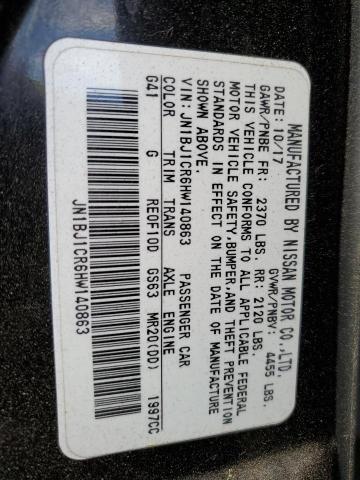 MANUFACTURED BY NISSAN MOTOR CO.,LTD.
DATE: 10/17 GVWR/PNBV: 4455 LBS.
GAWR/PNBE FR: 2370 LBS. RR: 2120 LBS.
THIS VEHICLE CONFORMS TO ALL APPLICABLE FEDERAL
MOTOR VEHICLE SAFETY,BUMPER,AND THEFT PREVENTION
STANDARDS IN EFFECT ON THE DATE OF MANUFACTURE
SHOWN ABOVE.
VIN: JN1BJ1CR6HW140863 PASSENGER CAR
COLOR TRIM TRANS AXLE ENGINE
G41 G RE0F10D GS63 MR20(DD) 1997CC
JN1BJ1CR6HW140863